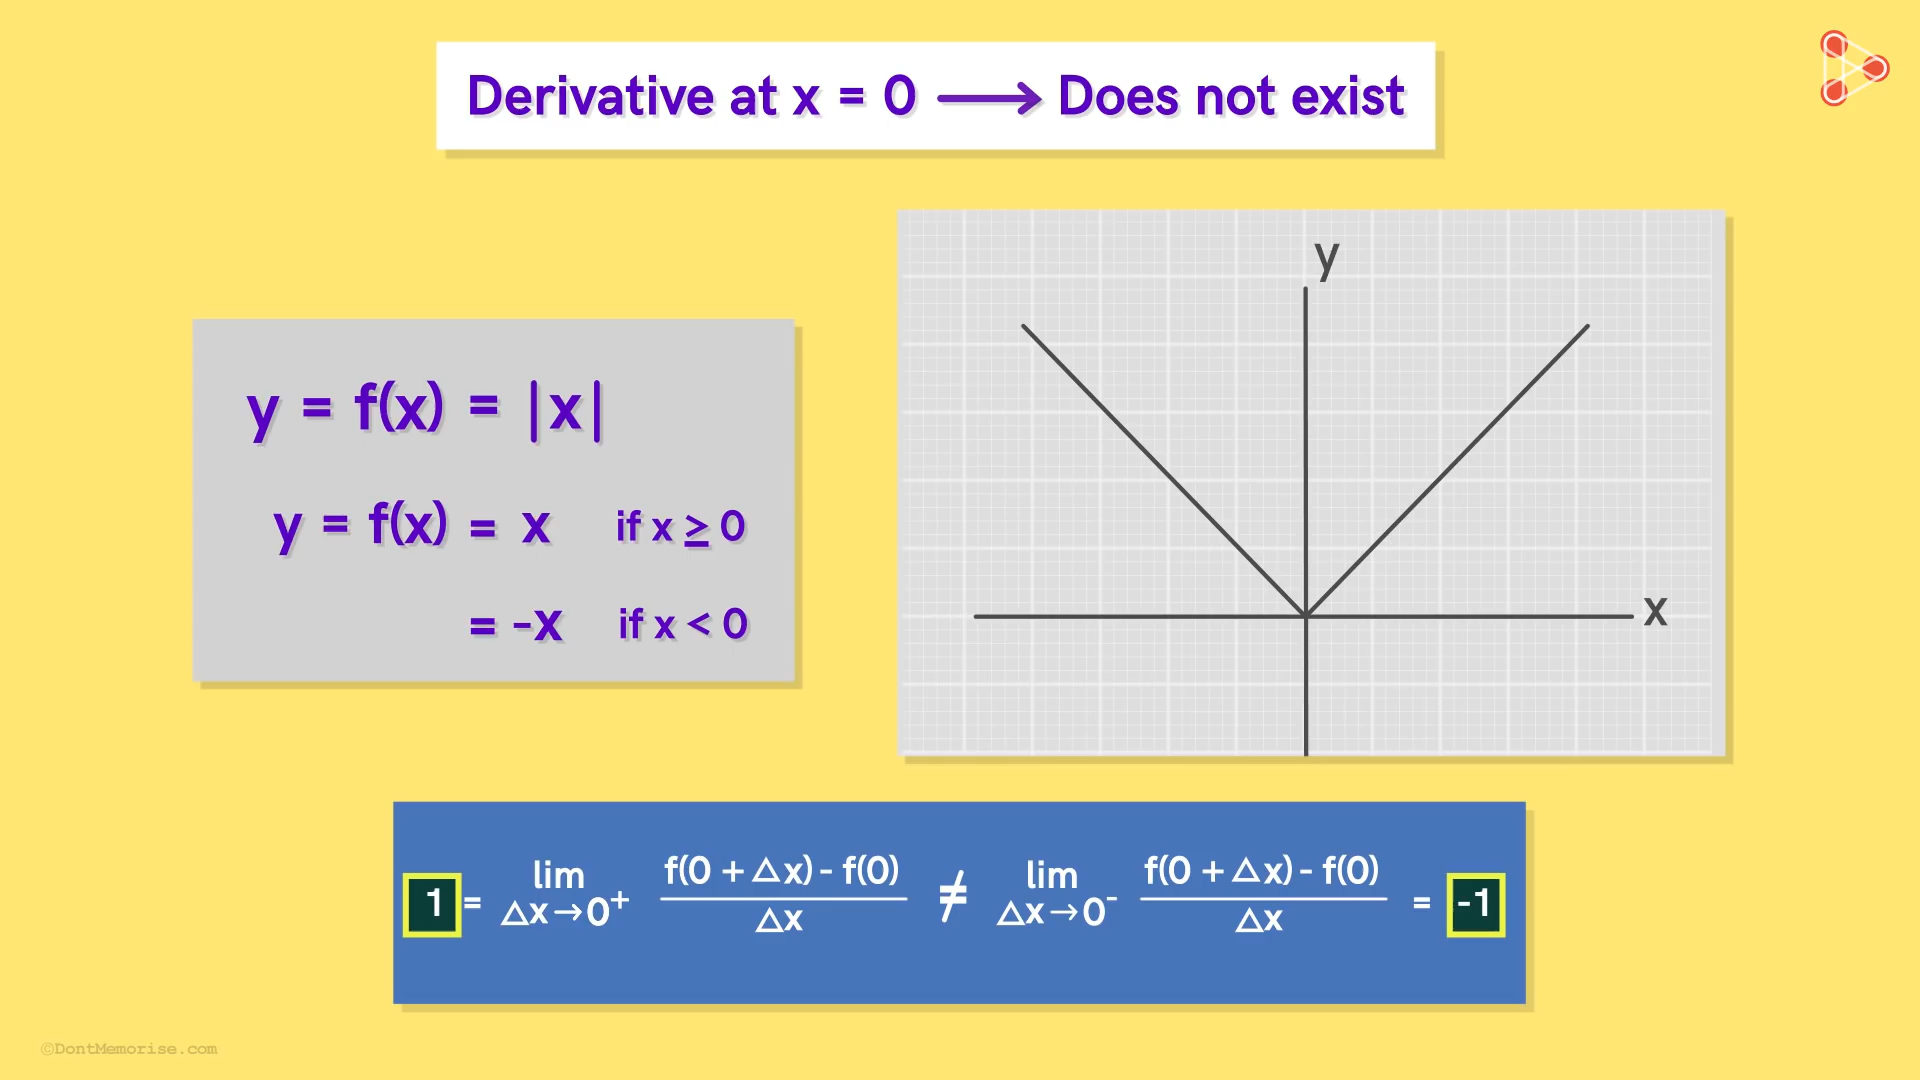 Derivative at x = 0 ⟶ Does not exist
y = f(x) = |x|
y = f(x) = x if x ≥ 0
= -x if x < 0
y
x
1 = lim Δx→0⁺ f(0 + Δx) - f(0) / Δx ≠ lim Δx→0⁻ f(0 + Δx) - f(0) / Δx = -1
©DontMemorise.com